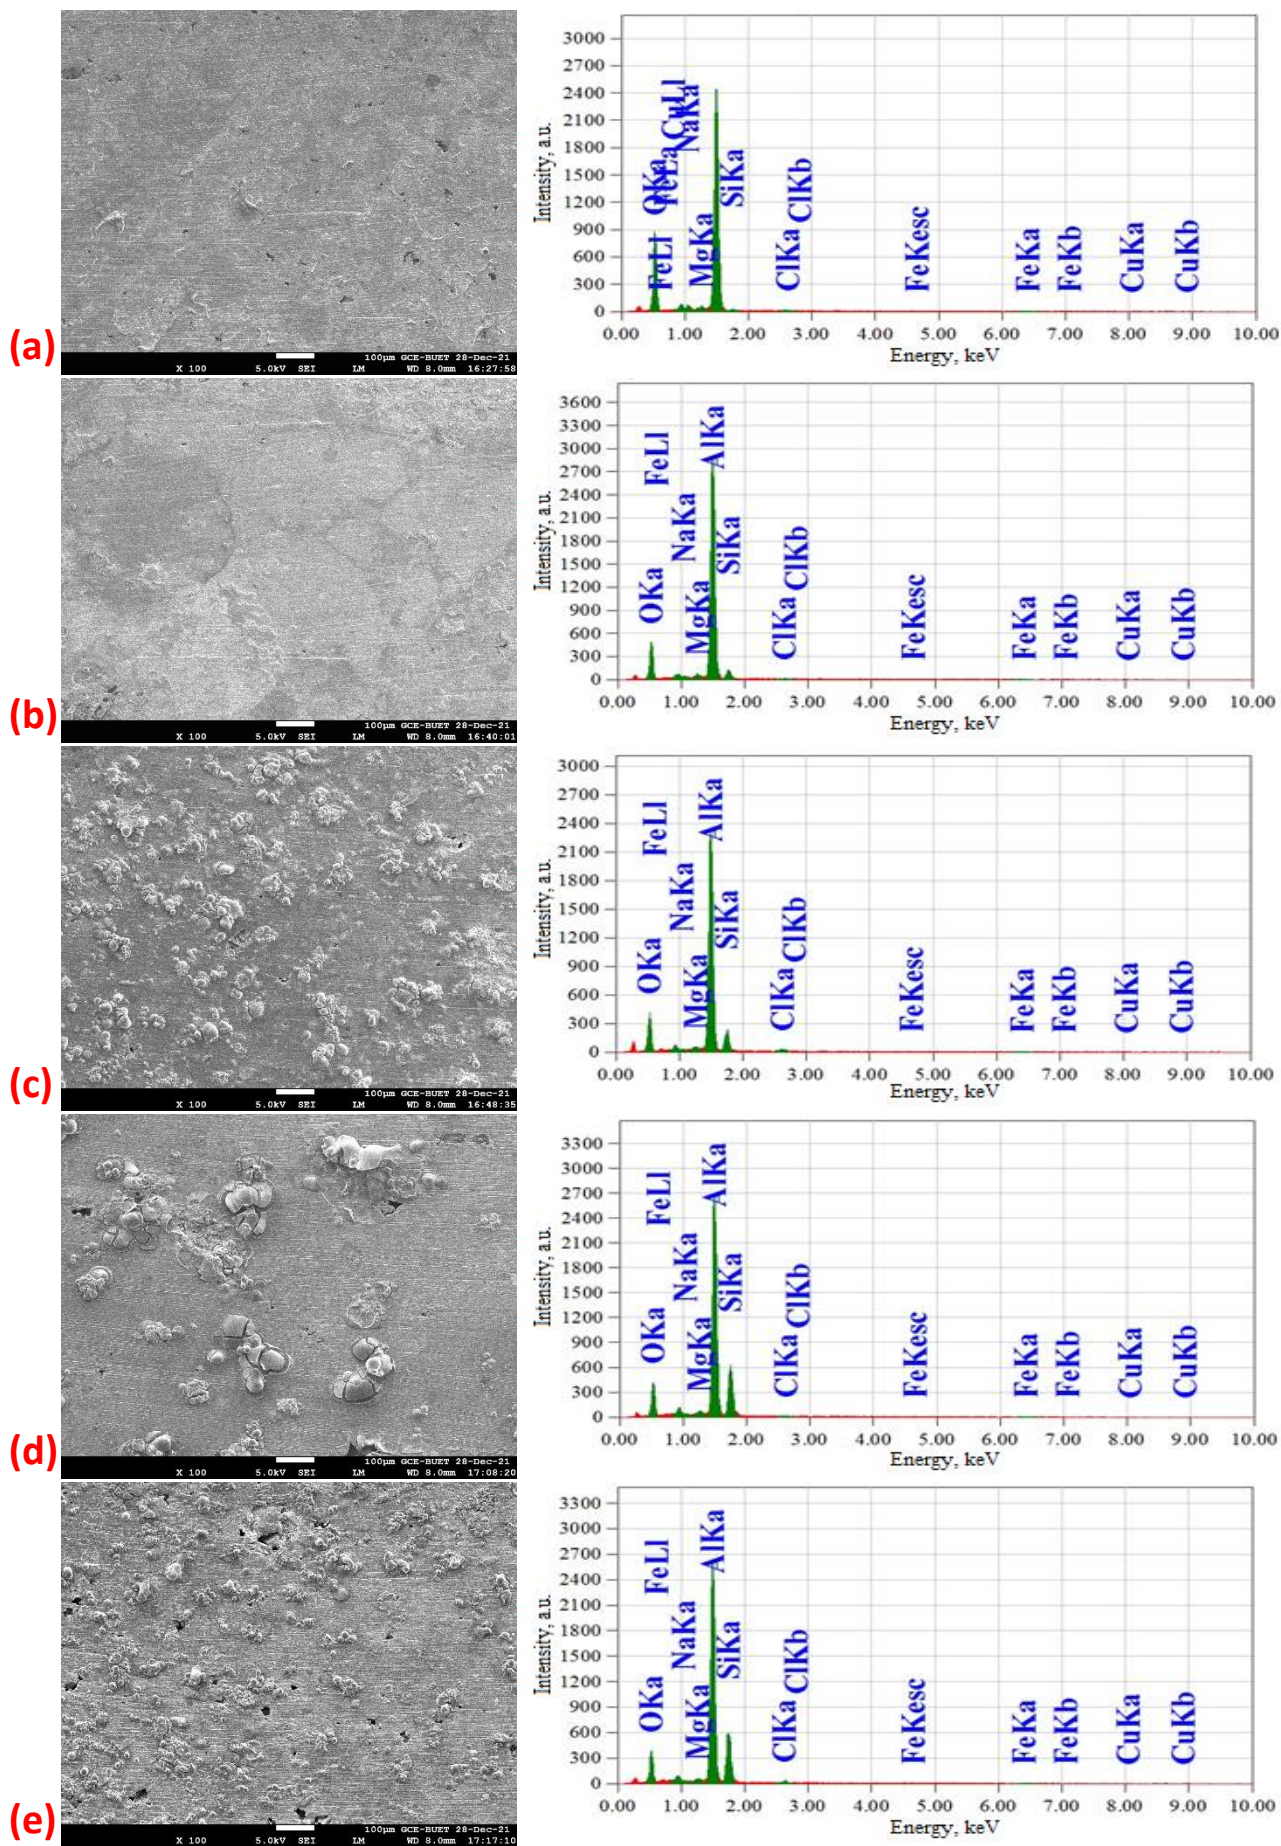 (a)
100µm GCE-BUET 28-Dec-21
X 100 5.0kV SEI LM WD 8.0mm 16:27:58
Intensity, a.u.
3000
2700
2400
2100
1800
1500
1200
900
600
300
0
FeLl
OKa
FeLa
CuLl
NaKa
MgKa
SiKa
ClKa
ClKb
FeKesc
FeKa
FeKb
CuKa
CuKb
0.00 1.00 2.00 3.00 4.00 5.00 6.00 7.00 8.00 9.00 10.00
Energy, keV
(b)
100µm GCE-BUET 28-Dec-21
X 100 5.0kV SEI LM WD 8.0mm 16:40:01
Intensity, a.u.
3600
3300
3000
2700
2400
2100
1800
1500
1200
900
600
300
0
OKa
FeLl
NaKa
MgKa
AlKa
SiKa
ClKa
ClKb
FeKesc
FeKa
FeKb
CuKa
CuKb
0.00 1.00 2.00 3.00 4.00 5.00 6.00 7.00 8.00 9.00 10.00
Energy, keV
(c)
100µm GCE-BUET 28-Dec-21
X 100 5.0kV SEI LM WD 8.0mm 16:48:35
Intensity, a.u.
3000
2700
2400
2100
1800
1500
1200
900
600
300
0
OKa
FeLl
NaKa
MgKa
AlKa
SiKa
ClKa
ClKb
FeKesc
FeKa
FeKb
CuKa
CuKb
0.00 1.00 2.00 3.00 4.00 5.00 6.00 7.00 8.00 9.00 10.00
Energy, keV
(d)
100µm GCE-BUET 28-Dec-21
X 100 5.0kV SEI LM WD 8.0mm 17:08:20
Intensity, a.u.
3300
3000
2700
2400
2100
1800
1500
1200
900
600
300
0
OKa
FeLl
NaKa
MgKa
AlKa
SiKa
ClKa
ClKb
FeKesc
FeKa
FeKb
CuKa
CuKb
0.00 1.00 2.00 3.00 4.00 5.00 6.00 7.00 8.00 9.00 10.00
Energy, keV
(e)
100µm GCE-BUET 28-Dec-21
X 100 5.0kV SEI LM WD 8.0mm 17:17:10
Intensity, a.u.
3300
3000
2700
2400
2100
1800
1500
1200
900
600
300
0
OKa
FeLl
NaKa
MgKa
AlKa
SiKa
ClKa
ClKb
FeKesc
FeKa
FeKb
CuKa
CuKb
0.00 1.00 2.00 3.00 4.00 5.00 6.00 7.00 8.00 9.00 10.00
Energy, keV